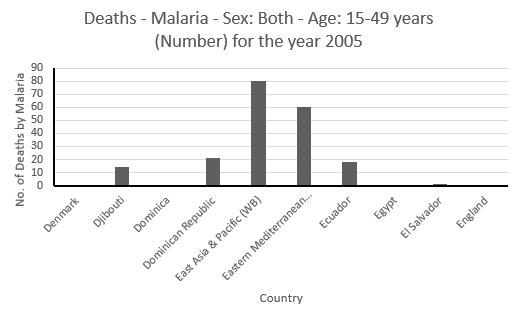 Deaths - Malaria - Sex: Both - Age: 15-49 years
(Number) for the year 2005
No. of Deaths by Malaria
90
80
70
60
50
40
30
20
10
0
Denmark
Djibouti
Dominica
Dominican Republic
East Asia & Pacific (WB)
Eastern Mediterranean...
Ecuador
Egypt
El Salvador
England
Country